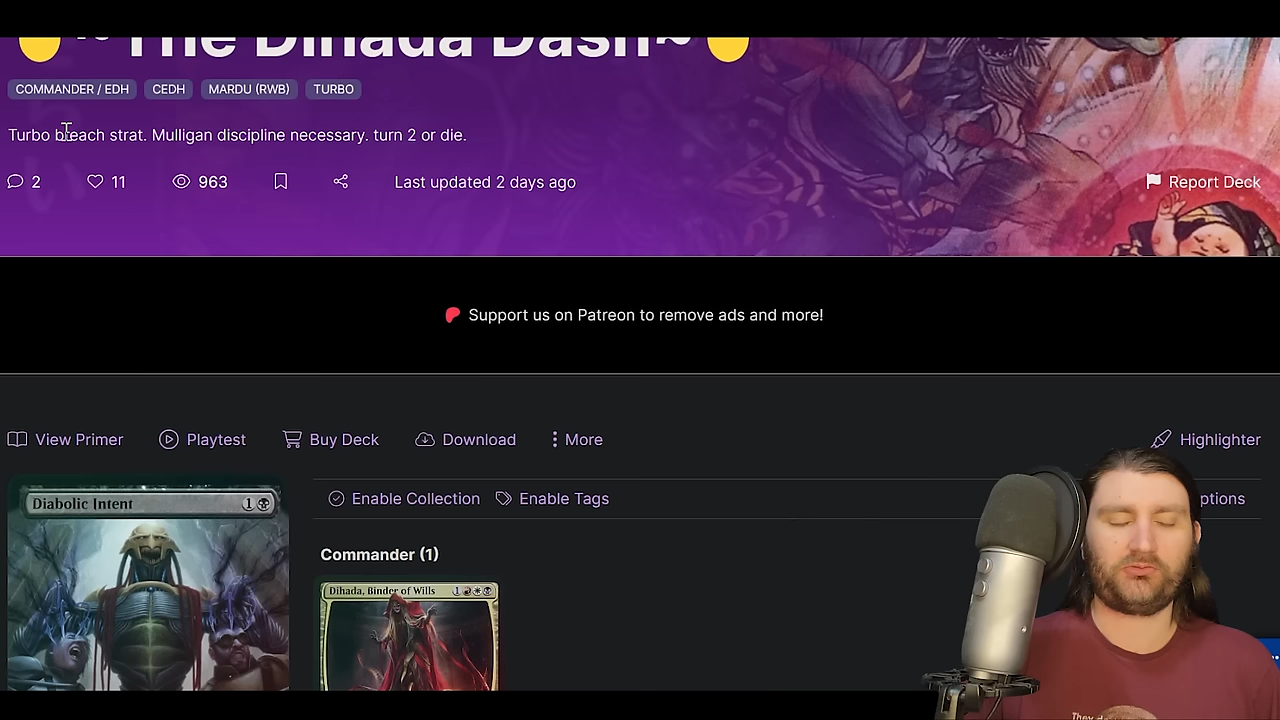 The Dihada Dash~
COMMANDER / EDH CEDH MARDU (RWB) TURBO
Turbo breach strat. Mulligan discipline necessary. turn 2 or die.
2 11 963 Last updated 2 days ago Report Deck
Support us on Patreon to remove ads and more!
View Primer Playtest Buy Deck Download More Highlighter
Enable Collection Enable Tags
Commander (1)
Diabolic Intent 1
Dihada, Binder of Wills 1